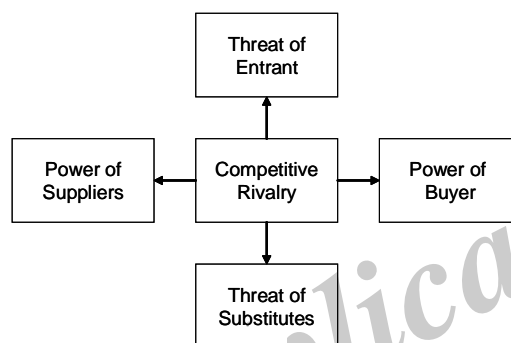 Threat of
Entrant
Power of
Suppliers
Competitive
Rivalry
Power of
Buyer
Threat of
Substitutes